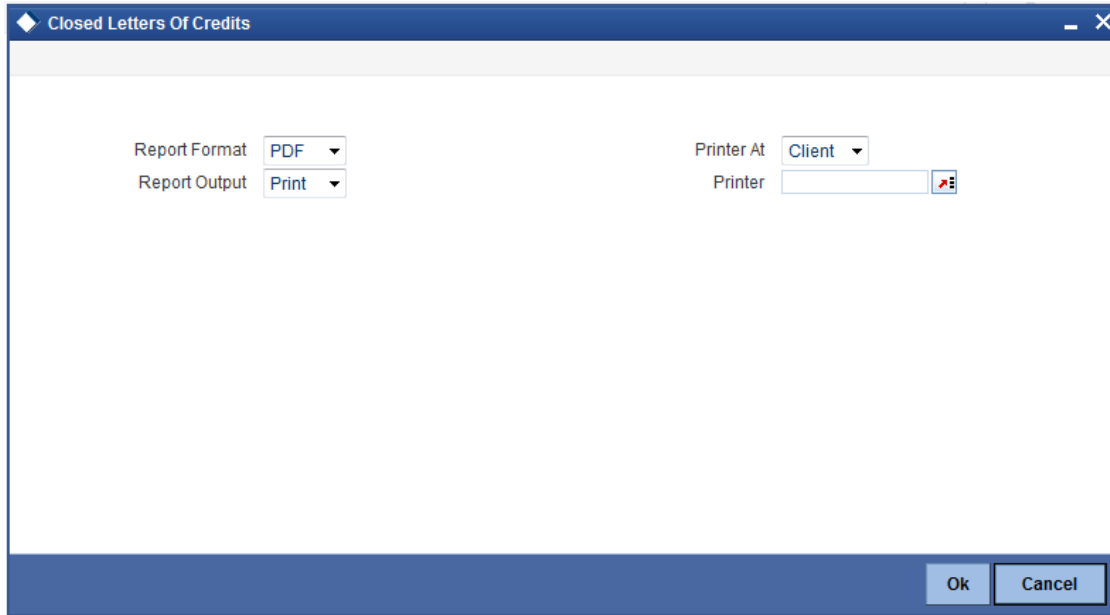 Closed Letters Of Credits
Report Format PDF Printer At Client
Report Output Print Printer
Ok Cancel